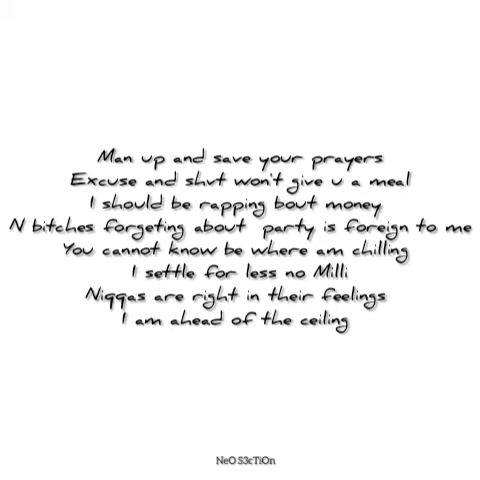 Man up and save your prayers
Excuse and shvt won't give u a meal
I should be rapping bout money
N bitches forgeting about party is foreign to me
You cannot know be where am chilling
I settle for less no Milli
Niggas are right in their feelings
I am ahead of the ceiling
NeO S3cTiOn